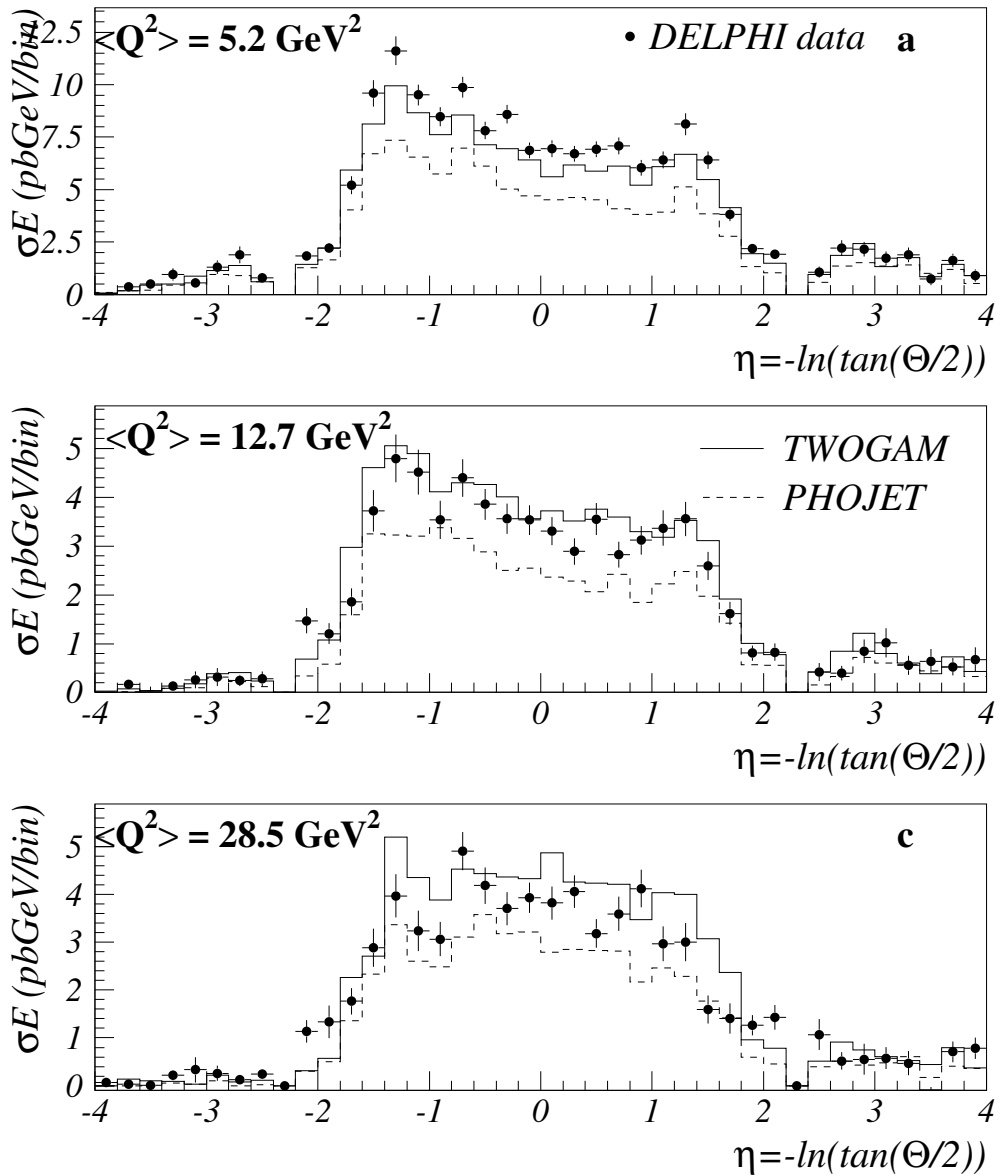 <Q²> = 5.2 GeV²
DELPHI data
a
σE (pbGeV/bin)
12.5
10
7.5
5
2.5
0
-4 -3 -2 -1 0 1 2 3 4
η=-ln(tan(Θ/2))
<Q²> = 12.7 GeV²
TWOGAM
PHOJET
σE (pbGeV/bin)
5
4
3
2
1
0
-4 -3 -2 -1 0 1 2 3 4
η=-ln(tan(Θ/2))
<Q²> = 28.5 GeV²
c
σE (pbGeV/bin)
5
4
3
2
1
0
-4 -3 -2 -1 0 1 2 3 4
η=-ln(tan(Θ/2))